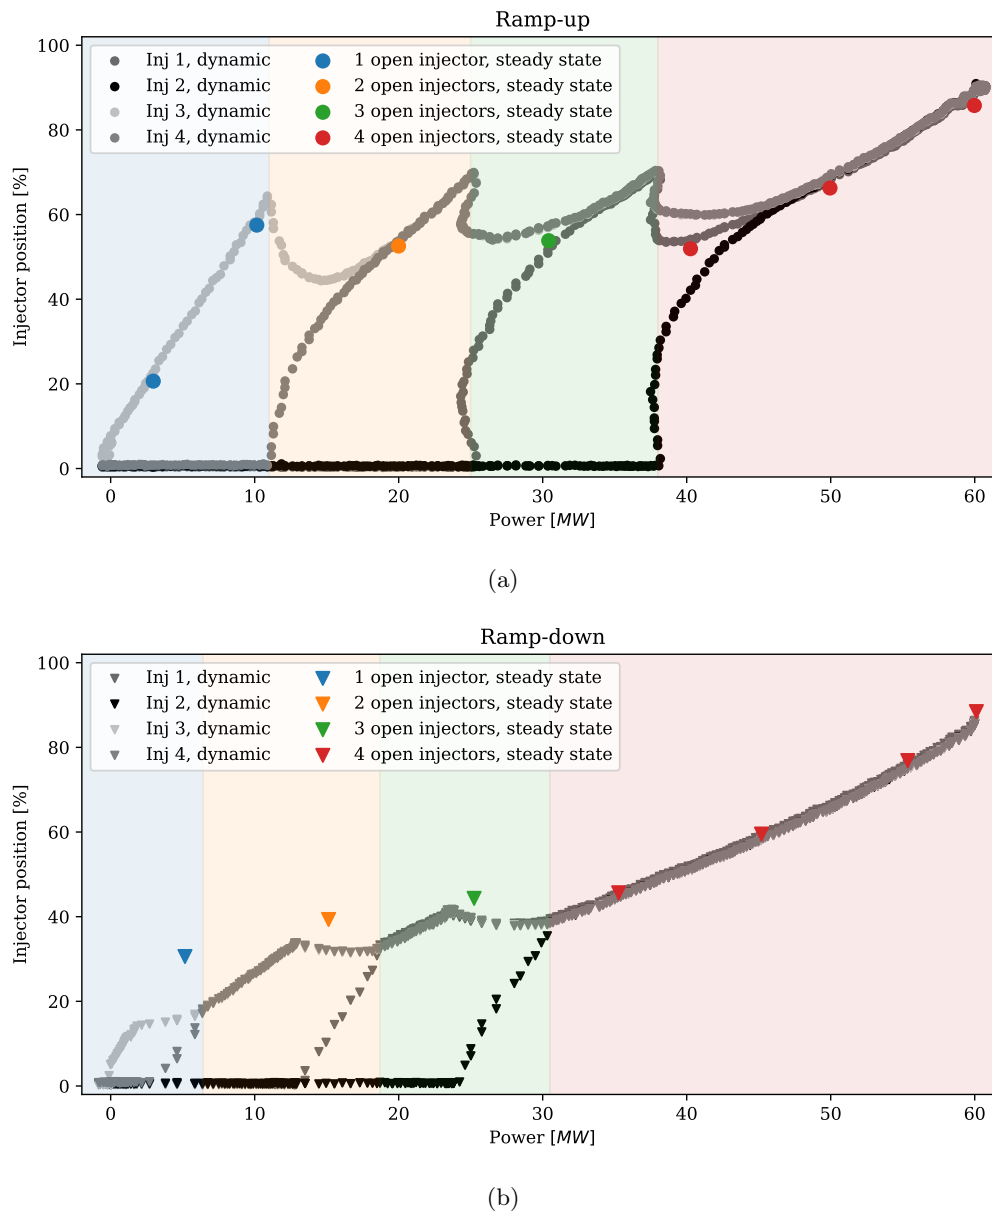 Ramp-up
Inj 1, dynamic
Inj 2, dynamic
Inj 3, dynamic
Inj 4, dynamic
1 open injector, steady state
2 open injectors, steady state
3 open injectors, steady state
4 open injectors, steady state
Injector position [%]
100
80
60
40
20
0
0 10 20 30 40 50 60
Power [MW]
(a)
Ramp-down
Inj 1, dynamic
Inj 2, dynamic
Inj 3, dynamic
Inj 4, dynamic
1 open injector, steady state
2 open injectors, steady state
3 open injectors, steady state
4 open injectors, steady state
Injector position [%]
100
80
60
40
20
0
0 10 20 30 40 50 60
Power [MW]
(b)